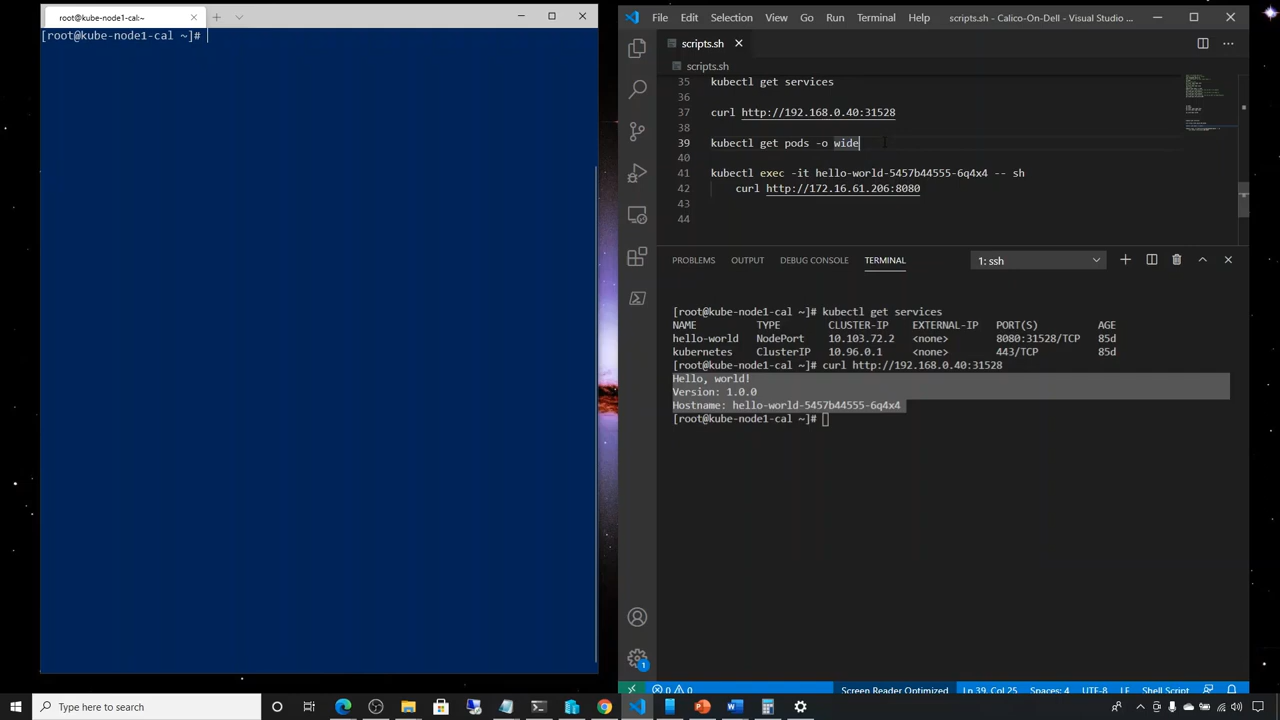 root@kube-node1-cal:~
[root@kube-node1-cal ~]#
File Edit Selection View Go Run Terminal Help
scripts.sh - Calico-On-Dell - Visual Studio ...
scripts.sh
scripts.sh
35 kubectl get services
36
37 curl http://192.168.0.40:31528
38
39 kubectl get pods -o wide
40
41 kubectl exec -it hello-world-5457b44555-6q4x4 -- sh
42 curl http://172.16.61.206:8080
43
44
PROBLEMS OUTPUT DEBUG CONSOLE TERMINAL 1: ssh
[root@kube-node1-cal ~]# kubectl get services
NAME TYPE CLUSTER-IP EXTERNAL-IP PORT(S) AGE
hello-world NodePort 10.103.72.2 <none> 8080:31528/TCP 85d
kubernetes ClusterIP 10.96.0.1 <none> 443/TCP 85d
[root@kube-node1-cal ~]# curl http://192.168.0.40:31528
Hello, world!
Version: 1.0.0
Hostname: hello-world-5457b44555-6q4x4
[root@kube-node1-cal ~]#
1
0 0 Screen Reader Optimized Ln 39, Col 25 Spaces: 4 UTF-8 LF Shell Script
Type here to search